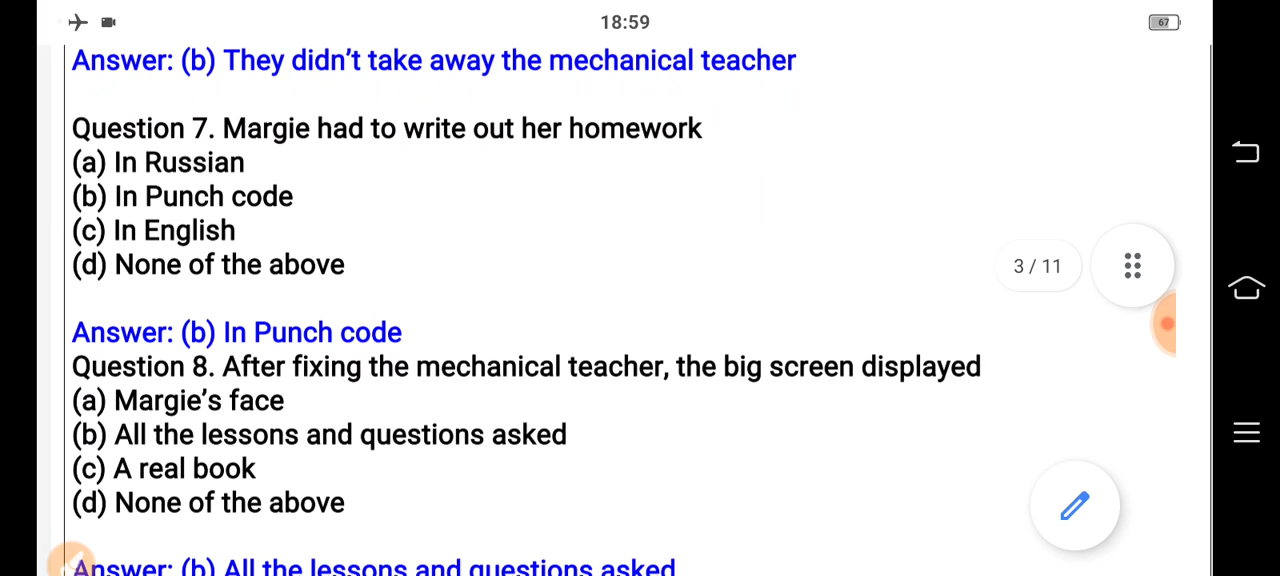 18:59
67
Answer: (b) They didn’t take away the mechanical teacher
Question 7. Margie had to write out her homework
(a) In Russian
(b) In Punch code
(c) In English
(d) None of the above
3 / 11
Answer: (b) In Punch code
Question 8. After fixing the mechanical teacher, the big screen displayed
(a) Margie’s face
(b) All the lessons and questions asked
(c) A real book
(d) None of the above
Answer: (b) All the lessons and questions asked